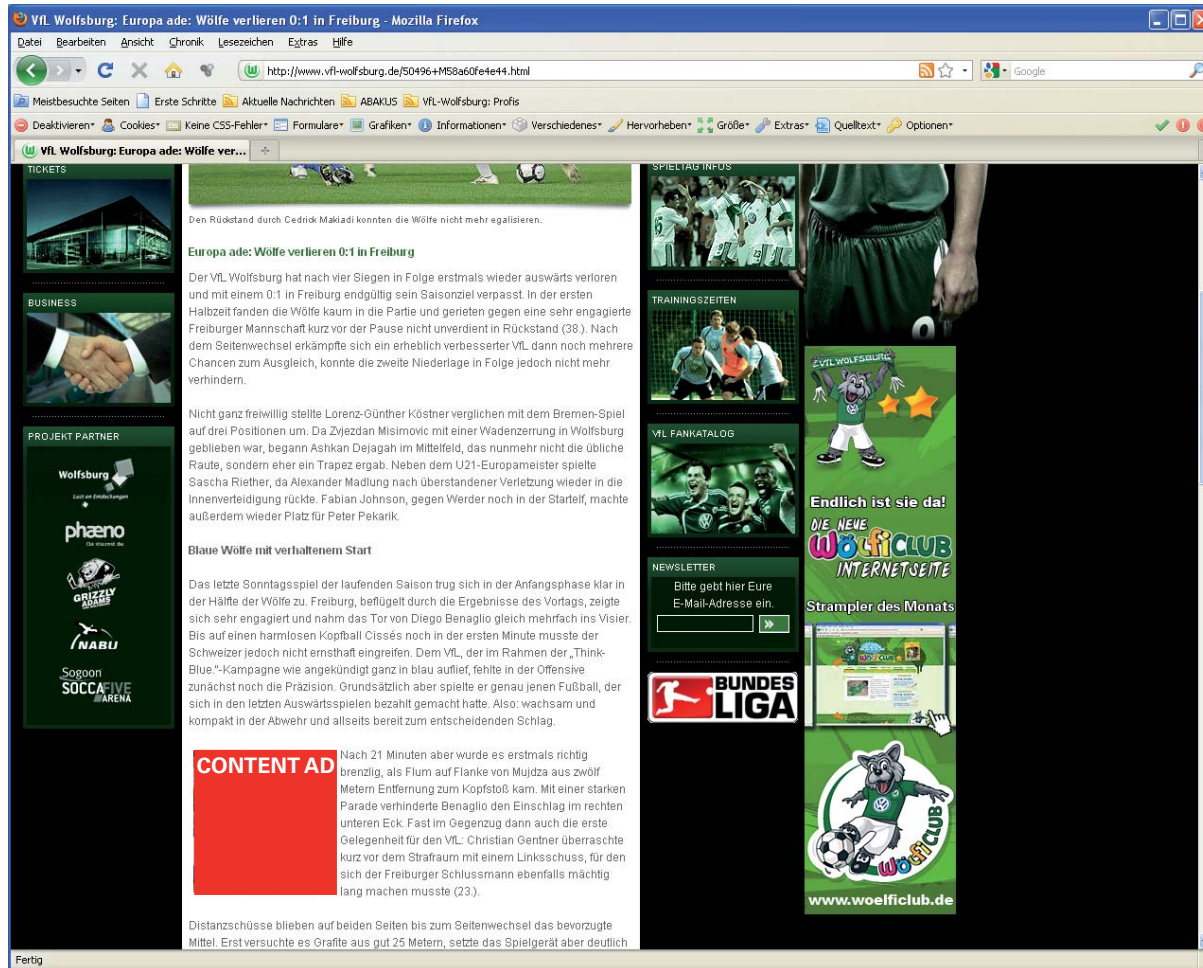 VfL Wolfsburg: Europa ade: Wölfe verlieren 0:1 in Freiburg - Mozilla Firefox
Datei Bearbeiten Ansicht Chronik Lesezeichen Extras Hilfe
http://www.vfl-wolfsburg.de/50496+M58a60fe4e44.html
Google
Meistbesuchte Seiten Erste Schritte Aktuelle Nachrichten ABAKUS VfL-Wolfsburg: Profis
Deaktivieren Cookies Keine CSS-Fehler Formulare Grafiken Informationen Verschiedenes Hervorheben Größe Extras Quelltext Optionen
VfL Wolfsburg: Europa ade: Wölfe ver...
TICKETS
BUSINESS
PROJEKT PARTNER
Wolfsburg
Lust an Entdeckungen
phæno
Da staunst du.
GRIZZLY
ADAMS
NABU
Sogoon
SOCCAFIVE
ARENA
Den Rückstand durch Cedrick Makiadi konnten die Wölfe nicht mehr egalisieren.
Europa ade: Wölfe verlieren 0:1 in Freiburg
Der VfL Wolfsburg hat nach vier Siegen in Folge erstmals wieder auswärts verloren
und mit einem 0:1 in Freiburg endgültig sein Saisonziel verpasst. In der ersten
Halbzeit fanden die Wölfe kaum in die Partie und gerieten gegen eine sehr engagierte
Freiburger Mannschaft kurz vor der Pause nicht unverdient in Rückstand (38.). Nach
dem Seitenwechsel erkämpfte sich ein erheblich verbesserter VfL dann noch mehrere
Chancen zum Ausgleich, konnte die zweite Niederlage in Folge jedoch nicht mehr
verhindern.
Nicht ganz freiwillig stellte Lorenz-Günther Köstner verglichen mit dem Bremen-Spiel
auf drei Positionen um. Da Zvjezdan Misimovic mit einer Wadenzerrung in Wolfsburg
geblieben war, begann Ashkan Dejagah im Mittelfeld, das nunmehr nicht die übliche
Raute, sondern eher ein Trapez ergab. Neben dem U21-Europameister spielte
Sascha Riether, da Alexander Madlung nach überstandener Verletzung wieder in die
Innenverteidigung rückte. Fabian Johnson, gegen Werder noch in der Startelf, machte
außerdem wieder Platz für Peter Pekarik.
Blaue Wölfe mit verhaltenem Start
Das letzte Sonntagsspiel der laufenden Saison trug sich in der Anfangsphase klar in
der Hälfte der Wölfe zu. Freiburg, beflügelt durch die Ergebnisse des Vortags, zeigte
sich sehr engagiert und nahm das Tor von Diego Benaglio gleich mehrfach ins Visier.
Bis auf einen harmlosen Kopfball Cissés noch in der ersten Minute musste der
Schweizer jedoch nicht ernsthaft eingreifen. Dem VfL, der im Rahmen der „Think-
Blue."-Kampagne wie angekündigt ganz in blau auflief, fehlte in der Offensive
zunächst noch die Präzision. Grundsätzlich aber spielte er genau jenen Fußball, der
sich in den letzten Auswärtsspielen bezahlt gemacht hatte. Also: wachsam und
kompakt in der Abwehr und allseits bereit zum entscheidenden Schlag.
CONTENT AD
Nach 21 Minuten aber wurde es erstmals richtig
brenzlig, als Flum auf Flanke von Mujdza aus zwölf
Metern Entfernung zum Kopfstoß kam. Mit einer starken
Parade verhinderte Benaglio den Einschlag im rechten
unteren Eck. Fast im Gegenzug dann auch die erste
Gelegenheit für den VfL: Christian Gentner überraschte
kurz vor dem Strafraum mit einem Linksschuss, für den
sich der Freiburger Schlussmann ebenfalls mächtig
lang machen musste (23.).
Distanzschüsse blieben auf beiden Seiten bis zum Seitenwechsel das bevorzugte
Mittel. Erst versuchte es Grafite aus gut 25 Metern, setzte das Spielgerät aber deutlich
SPIELTAG INFOS
TRAININGSZEITEN
VfL FANKATALOG
NEWSLETTER
Bitte gebt hier Eure
E-Mail-Adresse ein.
BUNDES
LIGA
VFL WOLFSBURG
Endlich ist sie da!
DIE NEUE
WÖLFICLUB
INTERNETSEITE
Strampler des Monats
WÖLFICLUB
WÖLFICLUB
www.woelficlub.de
Fertig